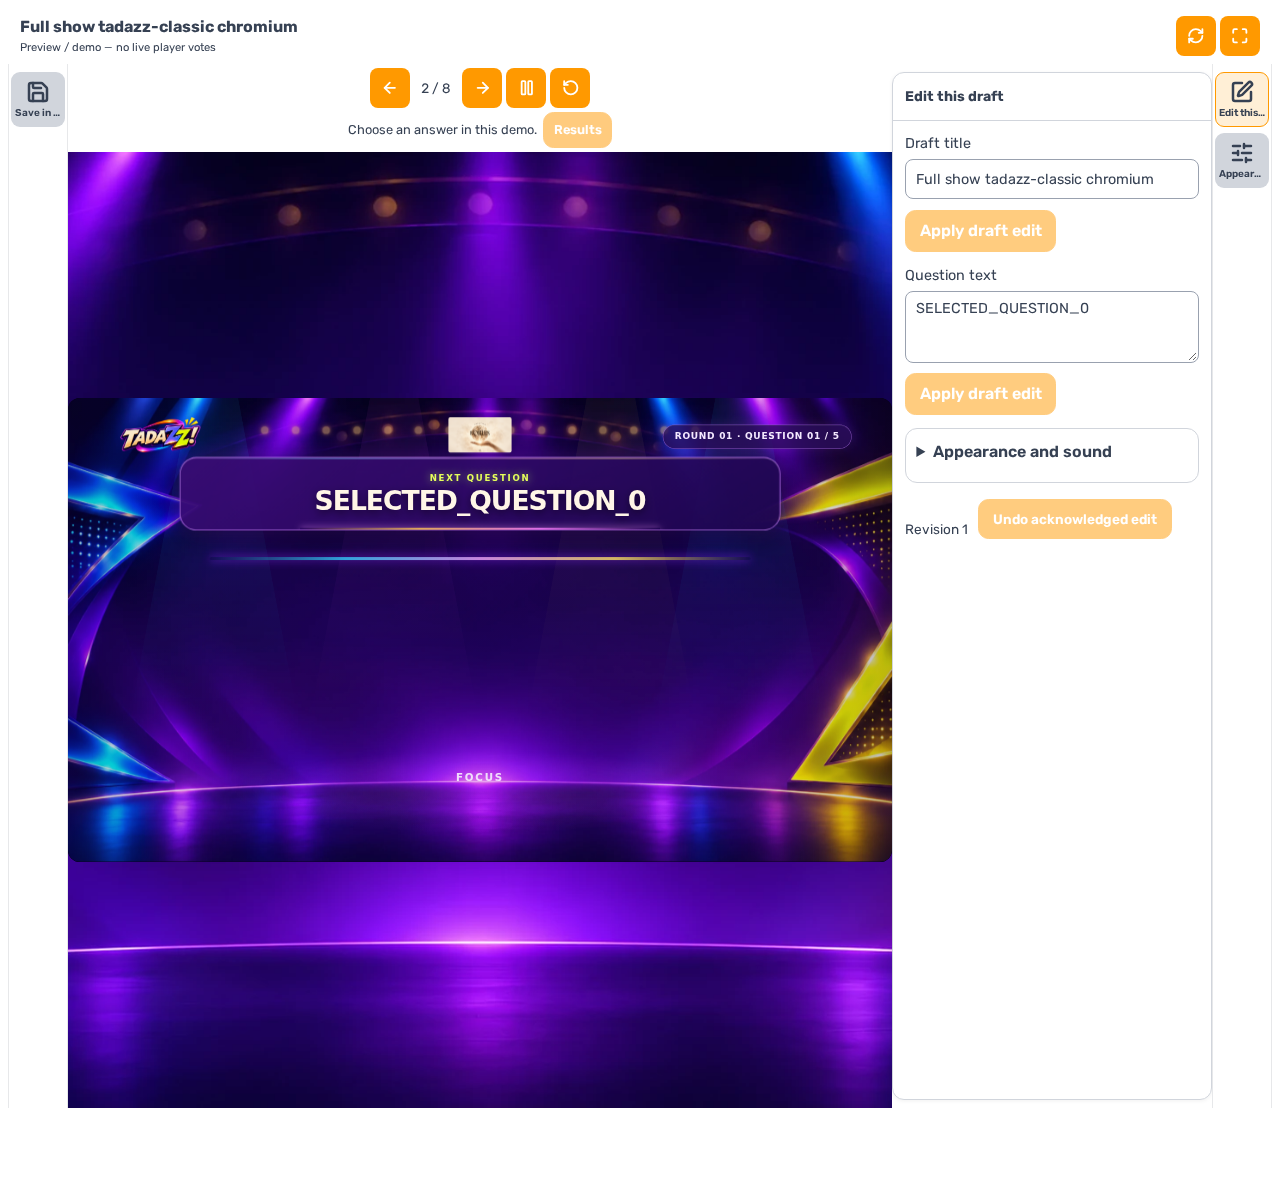 Full show tadazz-classic chromium
Preview / demo — no live player votes
Save in ...
2 / 8
Choose an answer in this demo.
Results
TADAZZ!
ROUND 01 · QUESTION 01 / 5
NEXT QUESTION
SELECTED_QUESTION_0
FOCUS
Edit this draft
Draft title
Full show tadazz-classic chromium
Apply draft edit
Question text
SELECTED_QUESTION_0
Apply draft edit
Appearance and sound
Revision 1
Undo acknowledged edit
Edit this...
Appear...